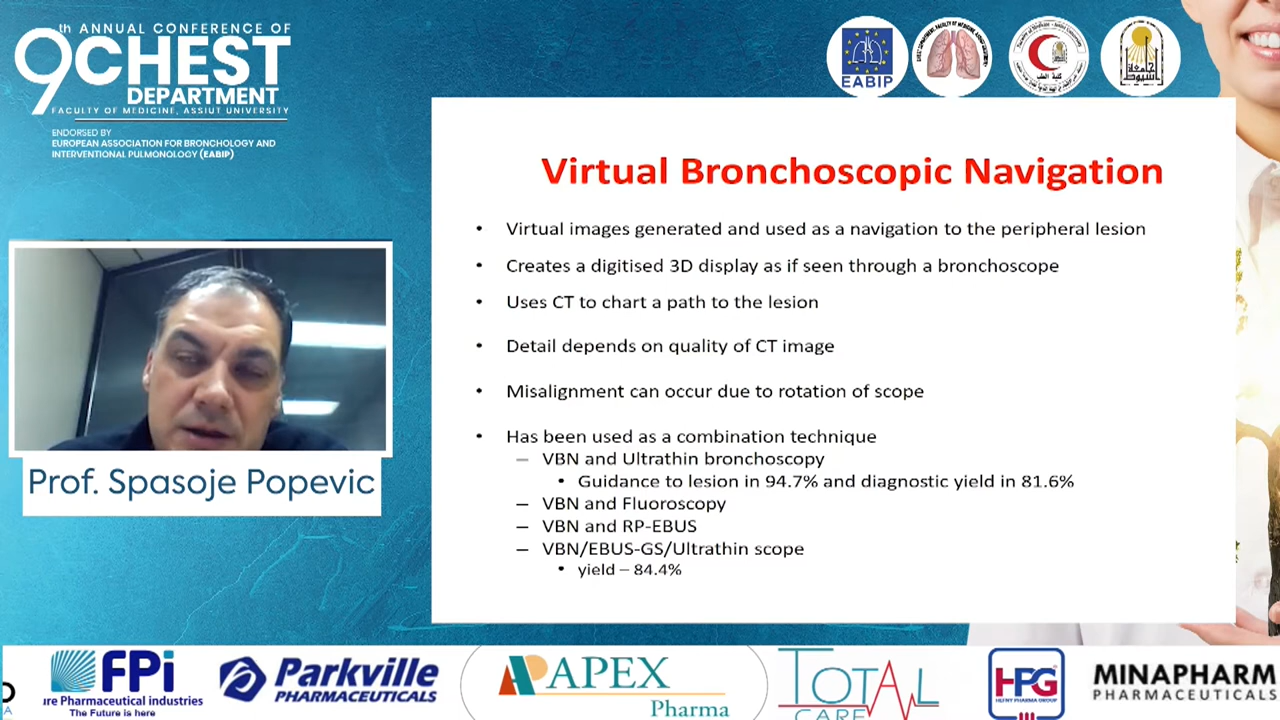 9th ANNUAL CONFERENCE OF
CHEST
DEPARTMENT
FACULTY OF MEDICINE, ASSIUT UNIVERSITY
ENDORSED BY
EUROPEAN ASSOCIATION FOR BRONCHOLOGY AND
INTERVENTIONAL PULMONOLOGY (EABIP)
EABIP
Virtual Bronchoscopic Navigation
• Virtual images generated and used as a navigation to the peripheral lesion
• Creates a digitised 3D display as if seen through a bronchoscope
• Uses CT to chart a path to the lesion
• Detail depends on quality of CT image
• Misalignment can occur due to rotation of scope
• Has been used as a combination technique
– VBN and Ultrathin bronchoscopy
• Guidance to lesion in 94.7% and diagnostic yield in 81.6%
– VBN and Fluoroscopy
– VBN and RP-EBUS
– VBN/EBUS-GS/Ultrathin scope
• yield – 84.4%
Prof. Spasoje Popevic
FPi
ure Pharmaceutical industries
The Future is here
Parkville
PHARMACEUTICALS
APEX
Pharma
TOTAL
CARE
HPG
HEFNY PHARMA GROUP
MINAPHARM
PHARMACEUTICALS